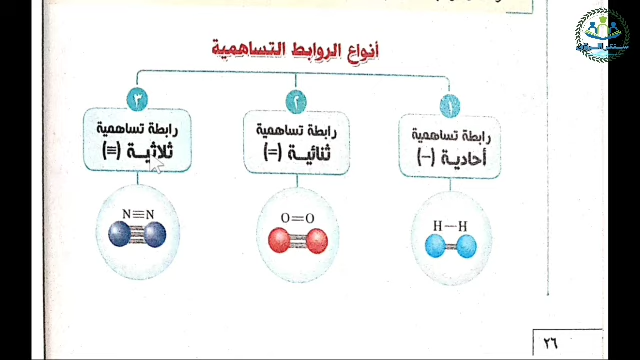 أنواع الروابط التساهمية
١
رابطة تساهمية
أحادية (−)
H—H
٢
رابطة تساهمية
ثنائية (=)
O=O
٣
رابطة تساهمية
ثلاثية (≡)
N≡N
٢٦